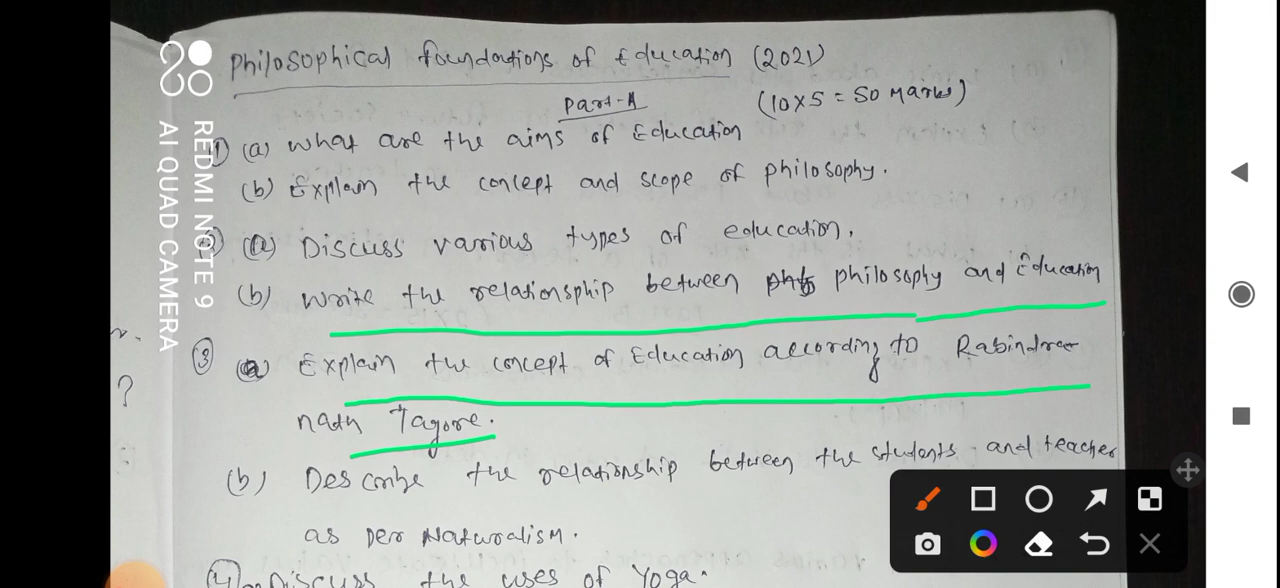 Philosophical foundations of Education (2021)
Part-A
(10x5 = 50 Marks)
(1) (a) what are the aims of Education
(b) Explain the concept and scope of philosophy.
(a) Discuss various types of education.
(b) write the relationsphip between philosophy and Education
(3) (a) Explain the concept of Education according to Rabindra
nath Tagore.
(b) Describe the relationship between the students and teacher
as per Naturalism.
(4) Discuss the uses of Yoga.
REDMI NOTE 9
AI QUAD CAMERA